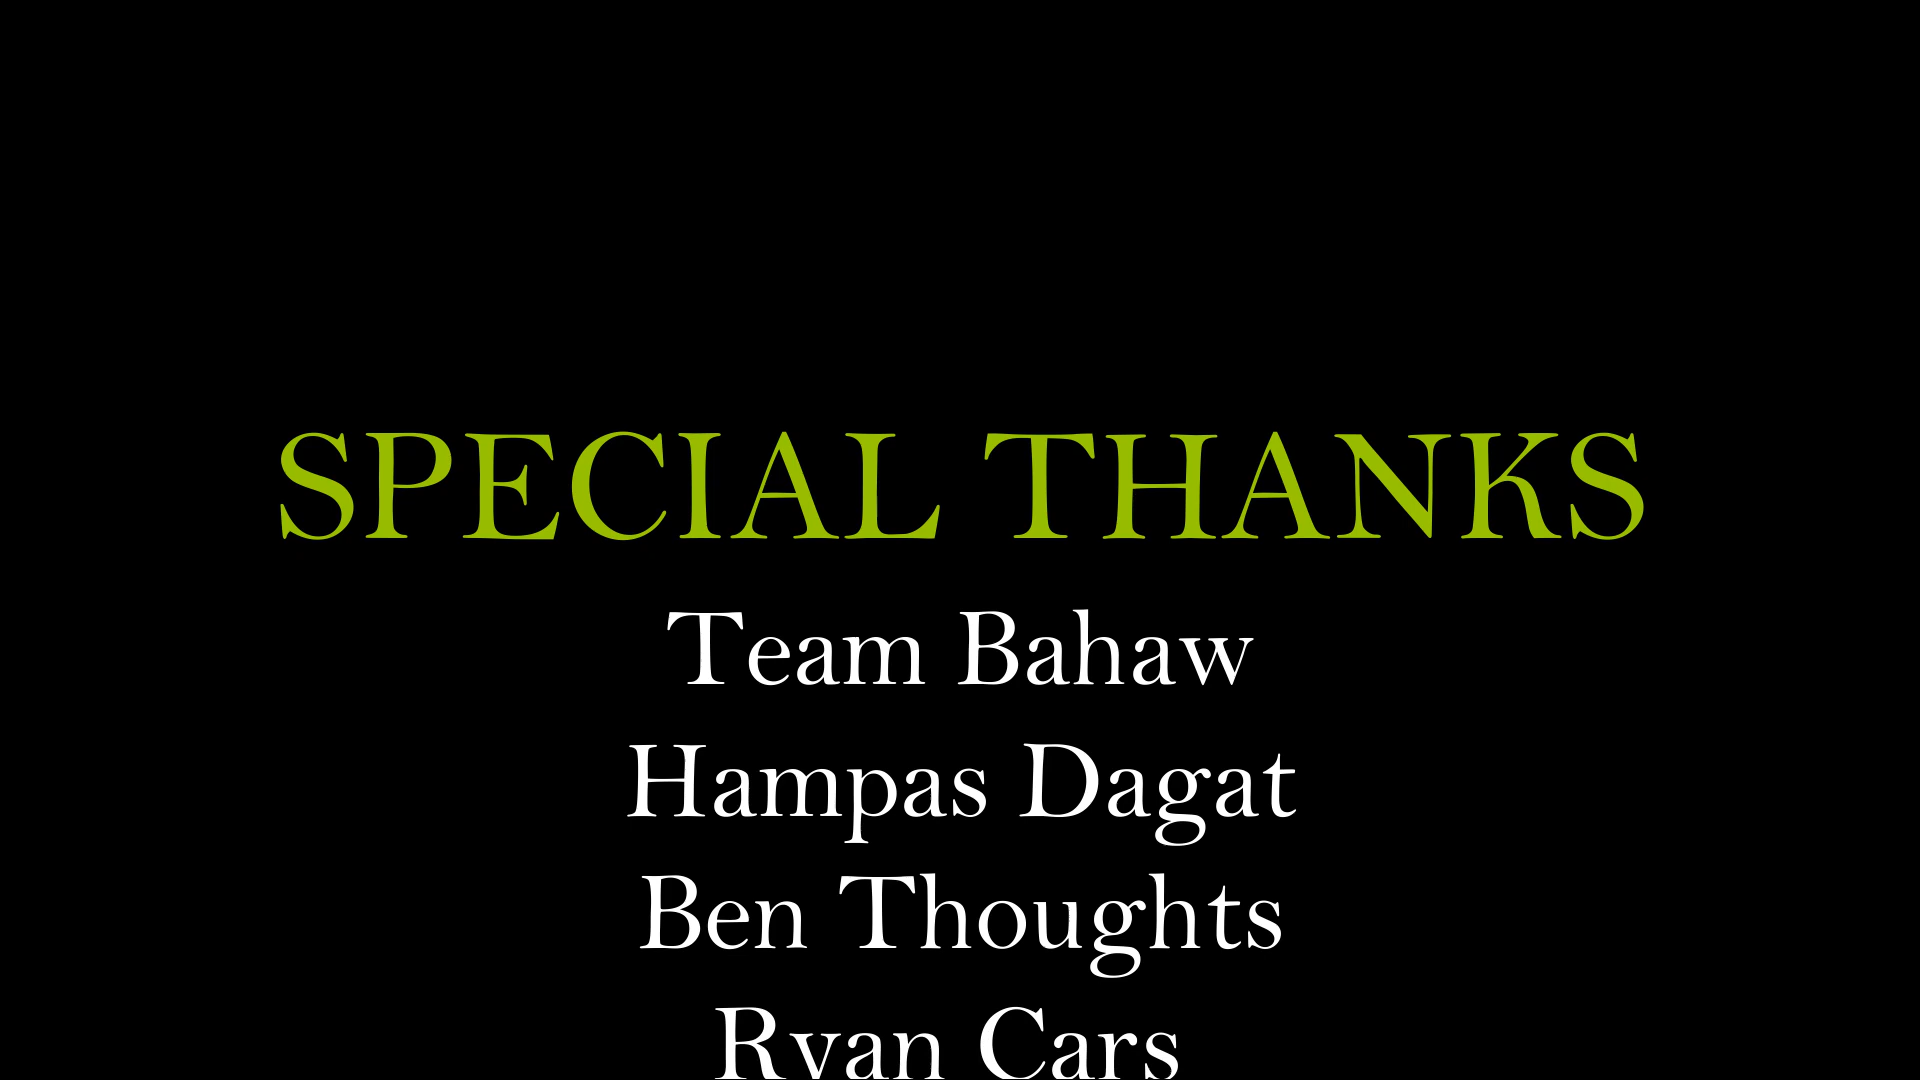 SPECIAL THANKS
Team Bahaw
Hampas Dagat
Ben Thoughts
Ryan Cars